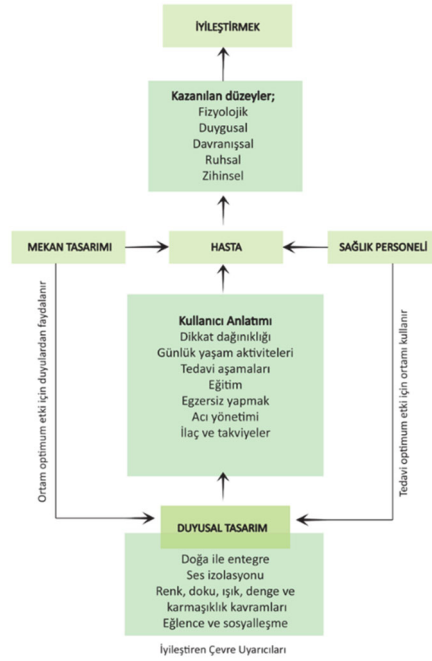 İYİLEŞTİRMEK
Kazanılan düzeyler;
Fizyolojik
Duygusal
Davranışsal
Ruhsal
Zihinsel
MEKAN TASARIMI
HASTA
SAĞLIK PERSONELİ
Ortam optimum etki için duyulardan faydalanır
Kullanıcı Anlatımı
Dikkat dağınıklığı
Günlük yaşam aktiviteleri
Tedavi aşamaları
Eğitim
Egzersiz yapmak
Acı yönetimi
İlaç ve takviyeler
Tedavi optimum etki için ortamı kullanır
DUYUSAL TASARIM
Doğa ile entegre
Ses izolasyonu
Renk, doku, ışık, denge ve
karmaşıklık kavramları
Eğlence ve sosyalleşme
İyileştiren Çevre Uyarıcıları